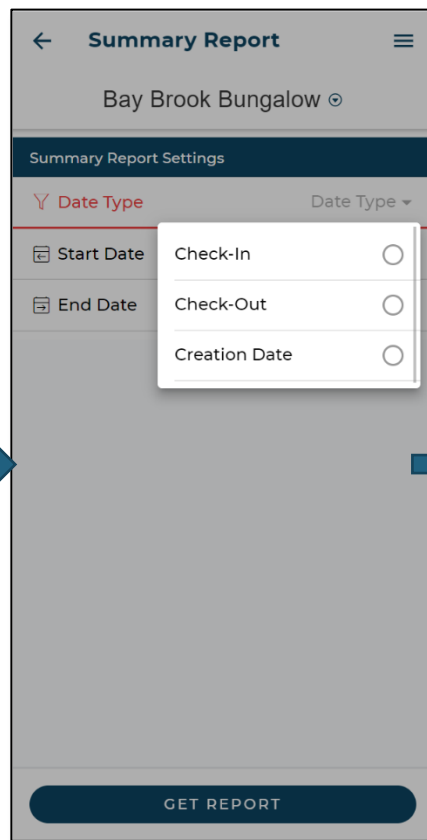 Summary Report
Bay Brook Bungalow
Summary Report Settings
Date Type Date Type
Start Date
End Date
Check-In
Check-Out
Creation Date
GET REPORT